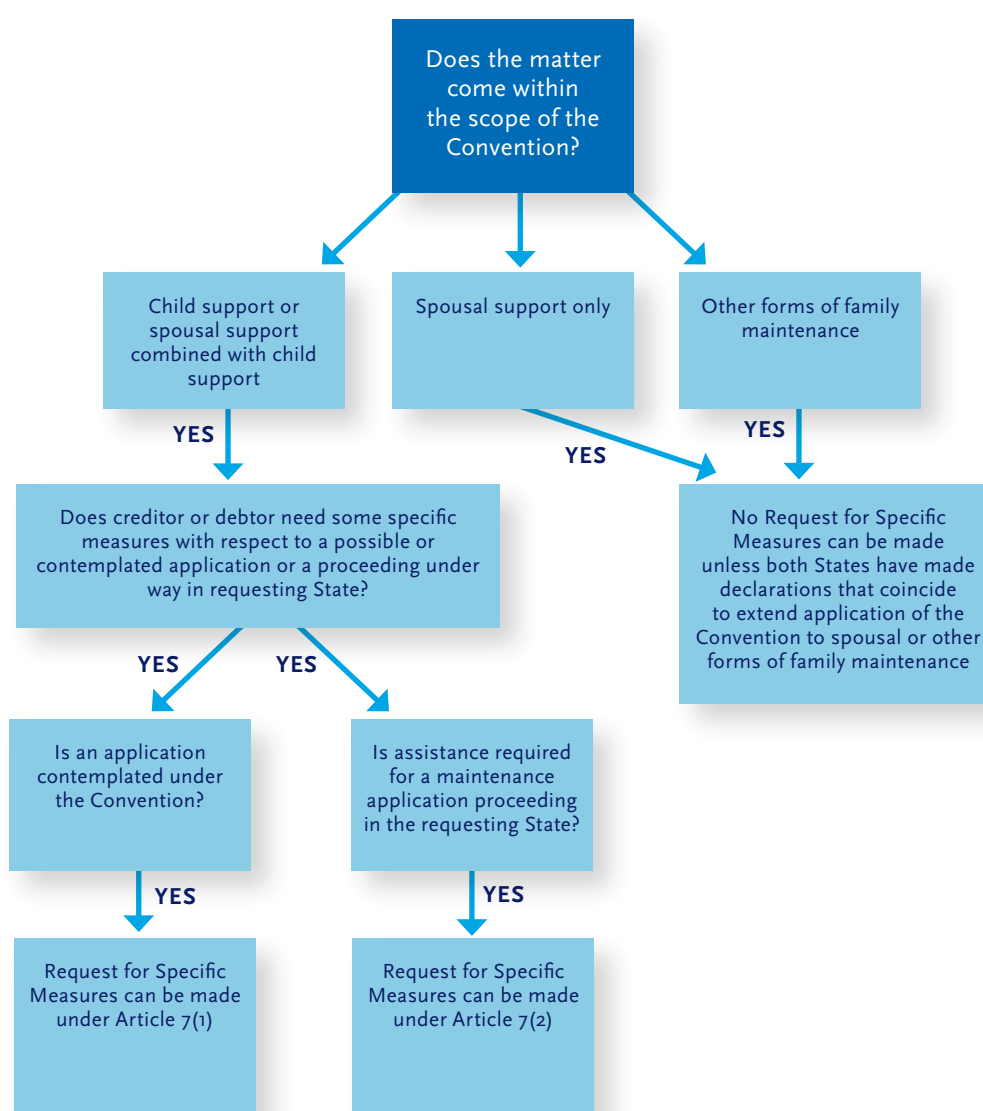 Does the matter
come within
the scope of the
Convention?
Child support or
spousal support
combined with child
support
Spousal support only
Other forms of family
maintenance
YES
YES
YES
Does creditor or debtor need some specific
measures with respect to a possible or
contemplated application or a proceeding under
way in requesting State?
No Request for Specific
Measures can be made
unless both States have made
declarations that coincide
to extend application of the
Convention to spousal or other
forms of family maintenance
YES
YES
Is an application
contemplated under
the Convention?
Is assistance required
for a maintenance
application proceeding
in the requesting State?
YES
YES
Request for Specific
Measures can be made
under Article 7(1)
Request for Specific
Measures can be made
under Article 7(2)